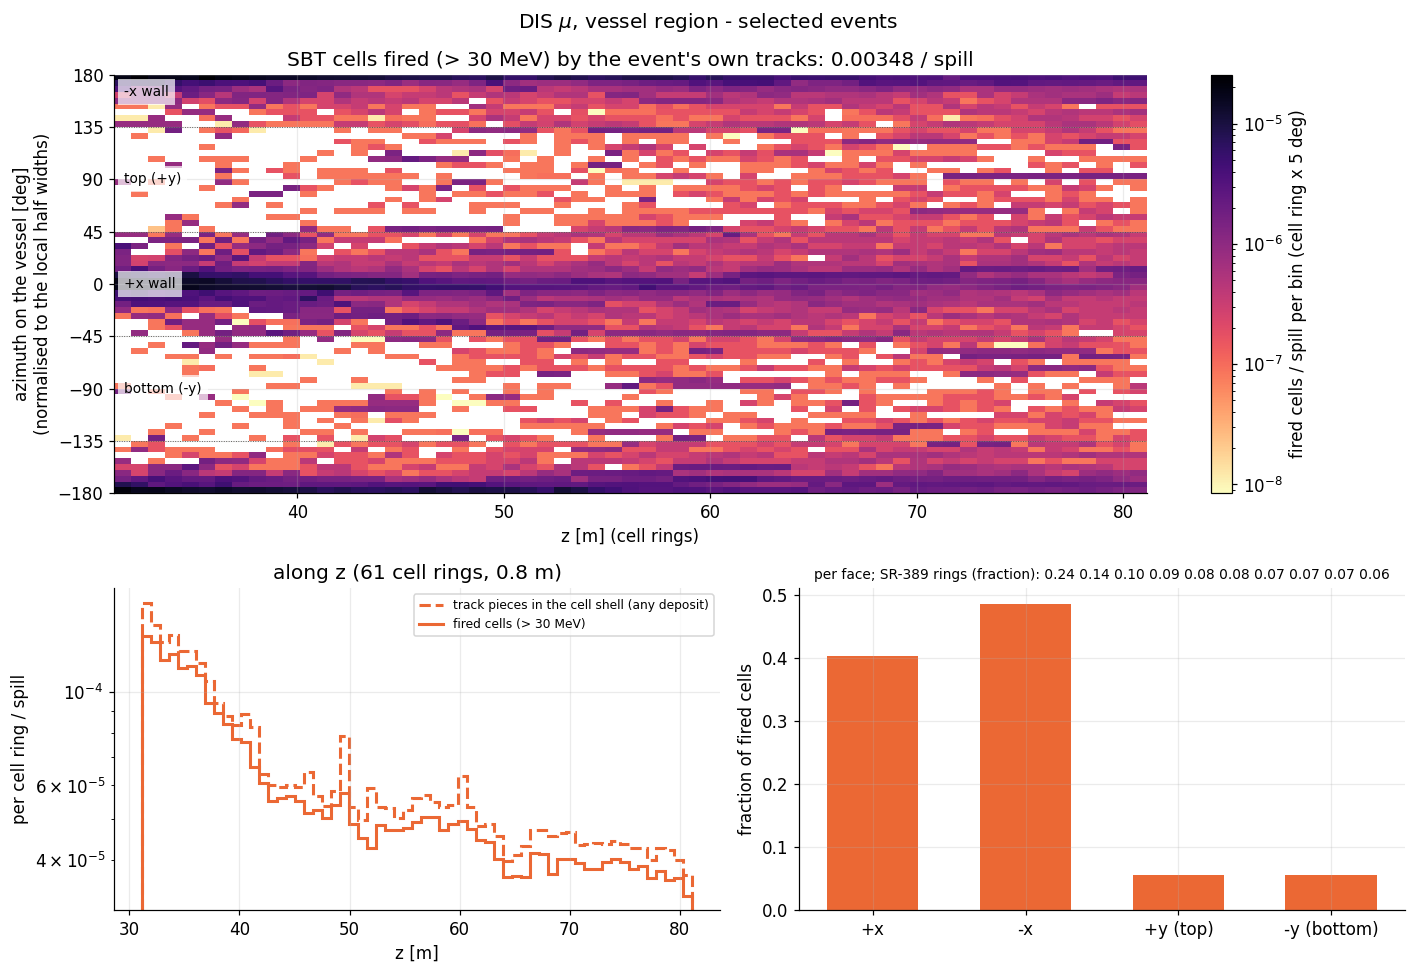 DIS μ, vessel region - selected events
SBT cells fired (> 30 MeV) by the event's own tracks: 0.00348 / spill
azimuth on the vessel [deg]
(normalised to the local half widths)
180
135
90
45
0
−45
−90
−135
−180
-x wall
top (+y)
+x wall
bottom (-y)
40
50
60
70
80
z [m] (cell rings)
10⁻⁵
10⁻⁶
10⁻⁷
10⁻⁸
fired cells / spill per bin (cell ring x 5 deg)
along z (61 cell rings, 0.8 m)
track pieces in the cell shell (any deposit)
fired cells (> 30 MeV)
per cell ring / spill
10⁻⁴
6 × 10⁻⁵
4 × 10⁻⁵
30
40
50
60
70
80
z [m]
per face; SR-389 rings (fraction): 0.24 0.14 0.10 0.09 0.08 0.08 0.07 0.07 0.07 0.06
fraction of fired cells
0.5
0.4
0.3
0.2
0.1
0.0
+x
-x
+y (top)
-y (bottom)